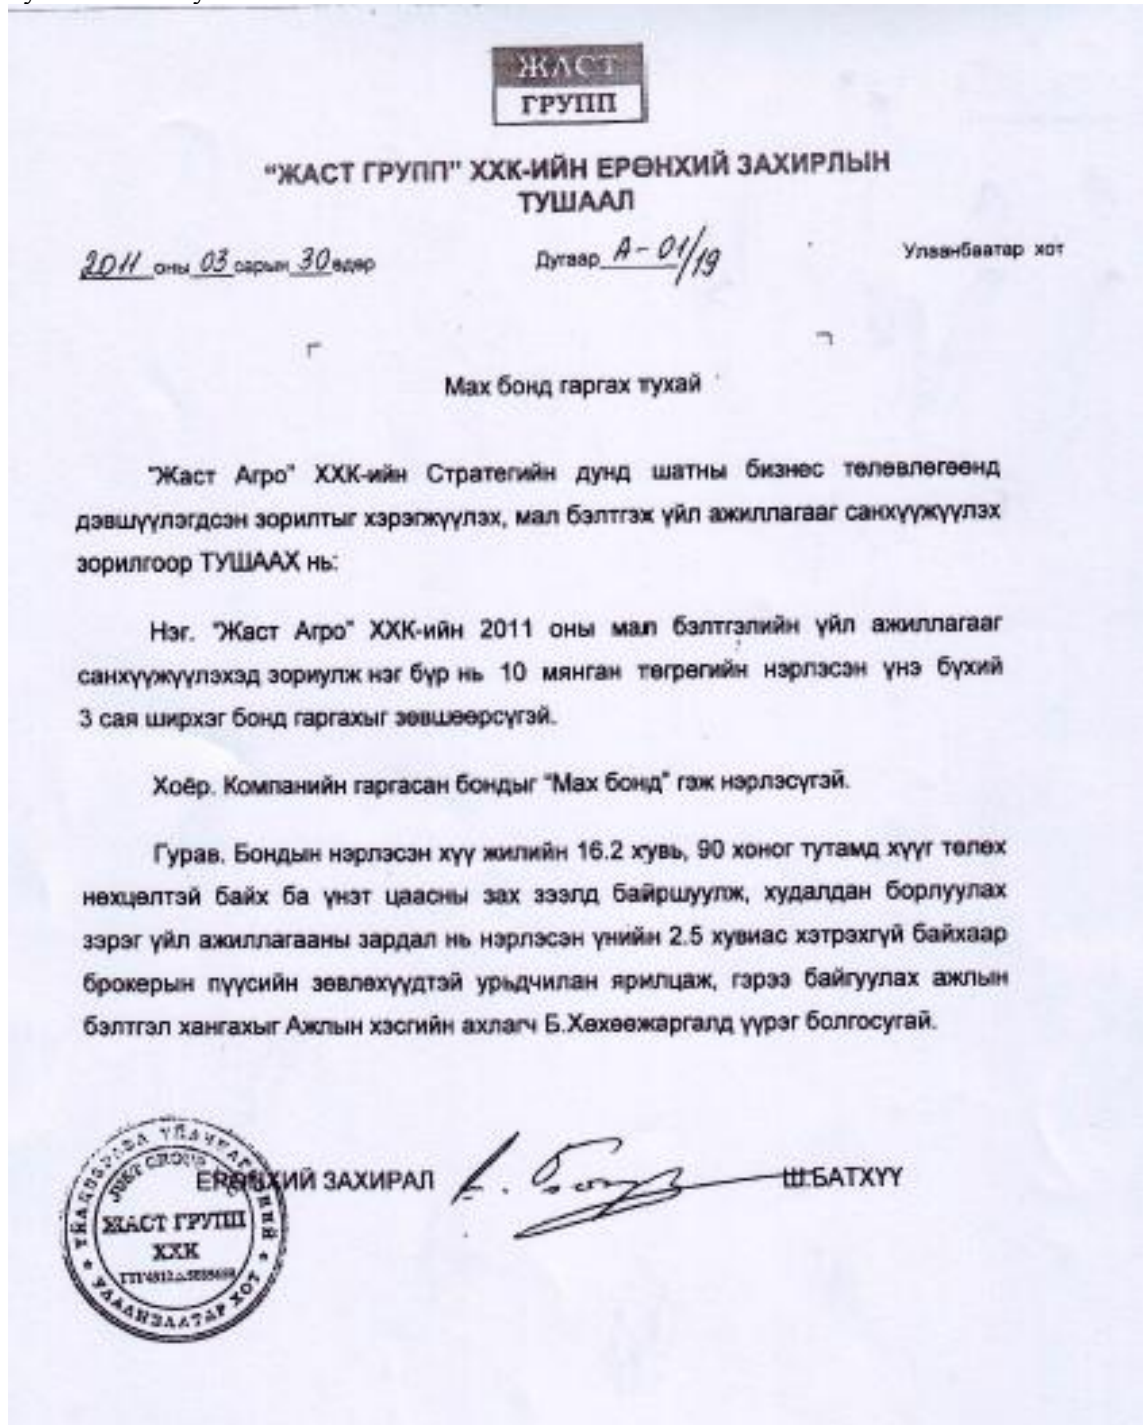 ЖАСТ
ГРУПП
“ЖАСТ ГРУПП” ХХК-ИЙН ЕРӨНХИЙ ЗАХИРЛЫН
ТУШААЛ
2011 оны 03 сарын 30 өдөр Дугаар А-01/19 Улаанбаатар хот
Мах бонд гаргах тухай
“Жаст Агро” ХХК-ийн Стратегийн дунд шатны бизнес төлөвлөгөөнд
дэвшүүлэгдсэн зорилтыг хэрэгжүүлэх, мал бэлтгэх үйл ажиллагааг санхүүжүүлэх
зорилгоор ТУШААХ нь:
Нэг. “Жаст Агро” ХХК-ийн 2011 оны мал бэлтгэлийн үйл ажиллагааг
санхүүжүүлэхэд зориулж нэг бүр нь 10 мянган төгрөгийн нэрлэсэн үнэ бүхий
3 сая ширхэг бонд гаргахыг зөвшөөрсүгэй.
Хоёр. Компанийн гаргасан бондыг “Мах бонд” гэж нэрлэсүгэй.
Гурав. Бондын нэрлэсэн хүү жилийн 16.2 хувь, 90 хоног тутамд хүүг төлөх
нөхцөлтэй байх ба үнэт цаасны зах зээлд байршуулж, худалдан борлуулах
зэрэг үйл ажиллагааны зардал нь нэрлэсэн үнийн 2.5 хувиас хэтрэхгүй байхаар
брокерын пүүсийн зөвлөхүүдтэй урьдчилан ярилцаж, гэрээ байгуулах ажлын
бэлтгэл хангахыг Ажлын хэсгийн ахлагч Б.Хөхөөжаргалд үүрэг болгосугай.
ЕРӨНХИЙ ЗАХИРАЛ Ш.БАТХҮҮ
JUST GROUP
ЖАСТ ГРУПП
ХХК
УЛААНБААТАР ХОТ